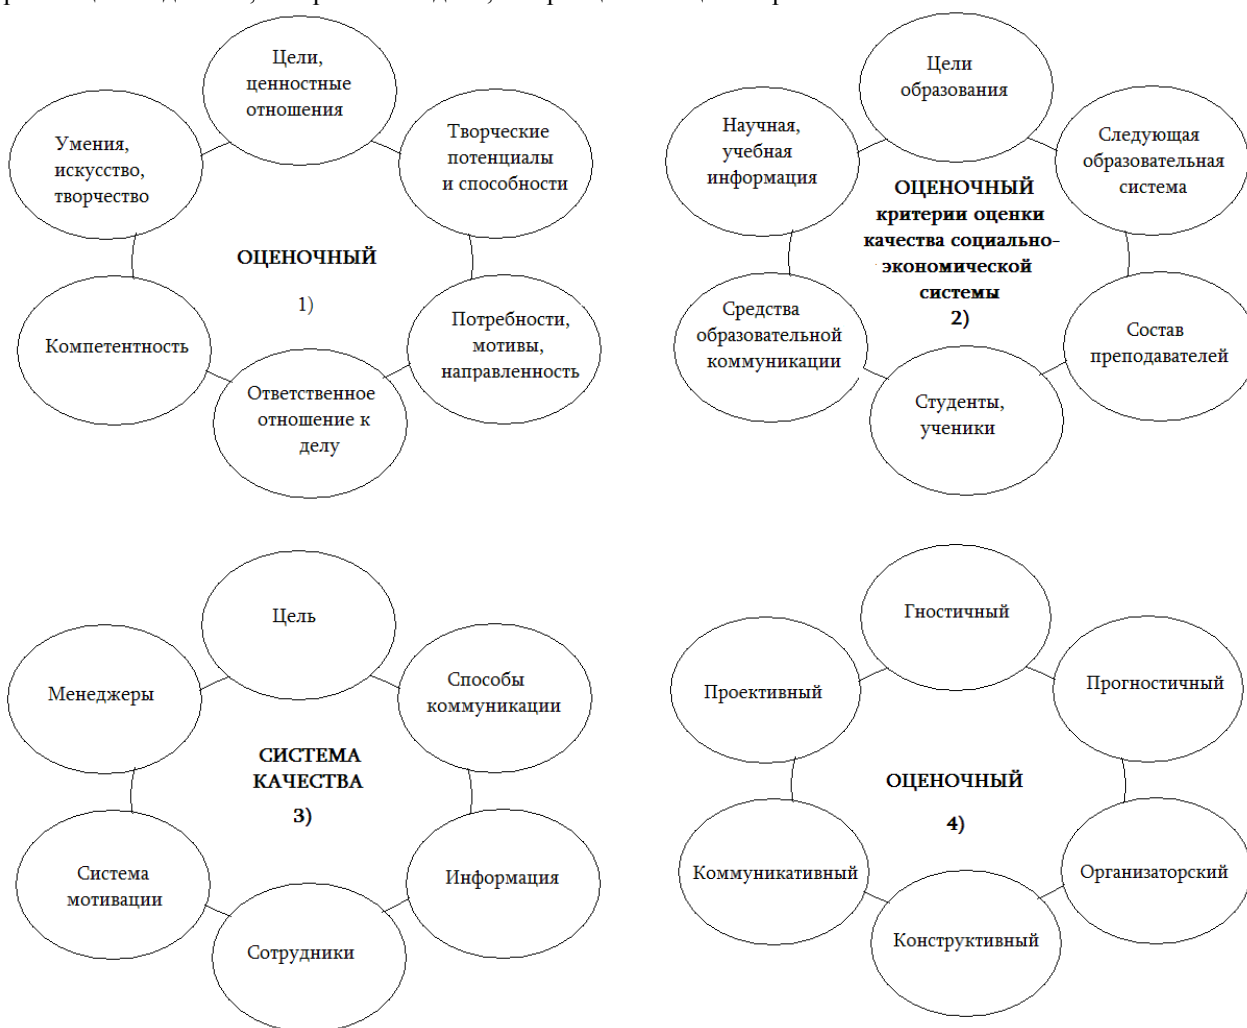 Цели,
ценностные
отношения
Творческие
потенциалы
и способности
Умения,
искусство,
творчество
ОЦЕНОЧНЫЙ
1)
Потребности,
мотивы,
направленность
Компетентность
Ответственное
отношение к
делу
Цели
образования
Научная,
учебная
информация
Следующая
образовательная
система
ОЦЕНОЧНЫЙ
критерии оценки
качества социально-
экономической
системы
2)
Средства
образовательной
коммуникации
Состав
преподавателей
Студенты,
ученики
Цель
Менеджеры
Способы
коммуникации
СИСТЕМА
КАЧЕСТВА
3)
Система
мотивации
Информация
Сотрудники
Гностичный
Проективный
Прогностичный
ОЦЕНОЧНЫЙ
4)
Коммуникативный
Организаторский
Конструктивный